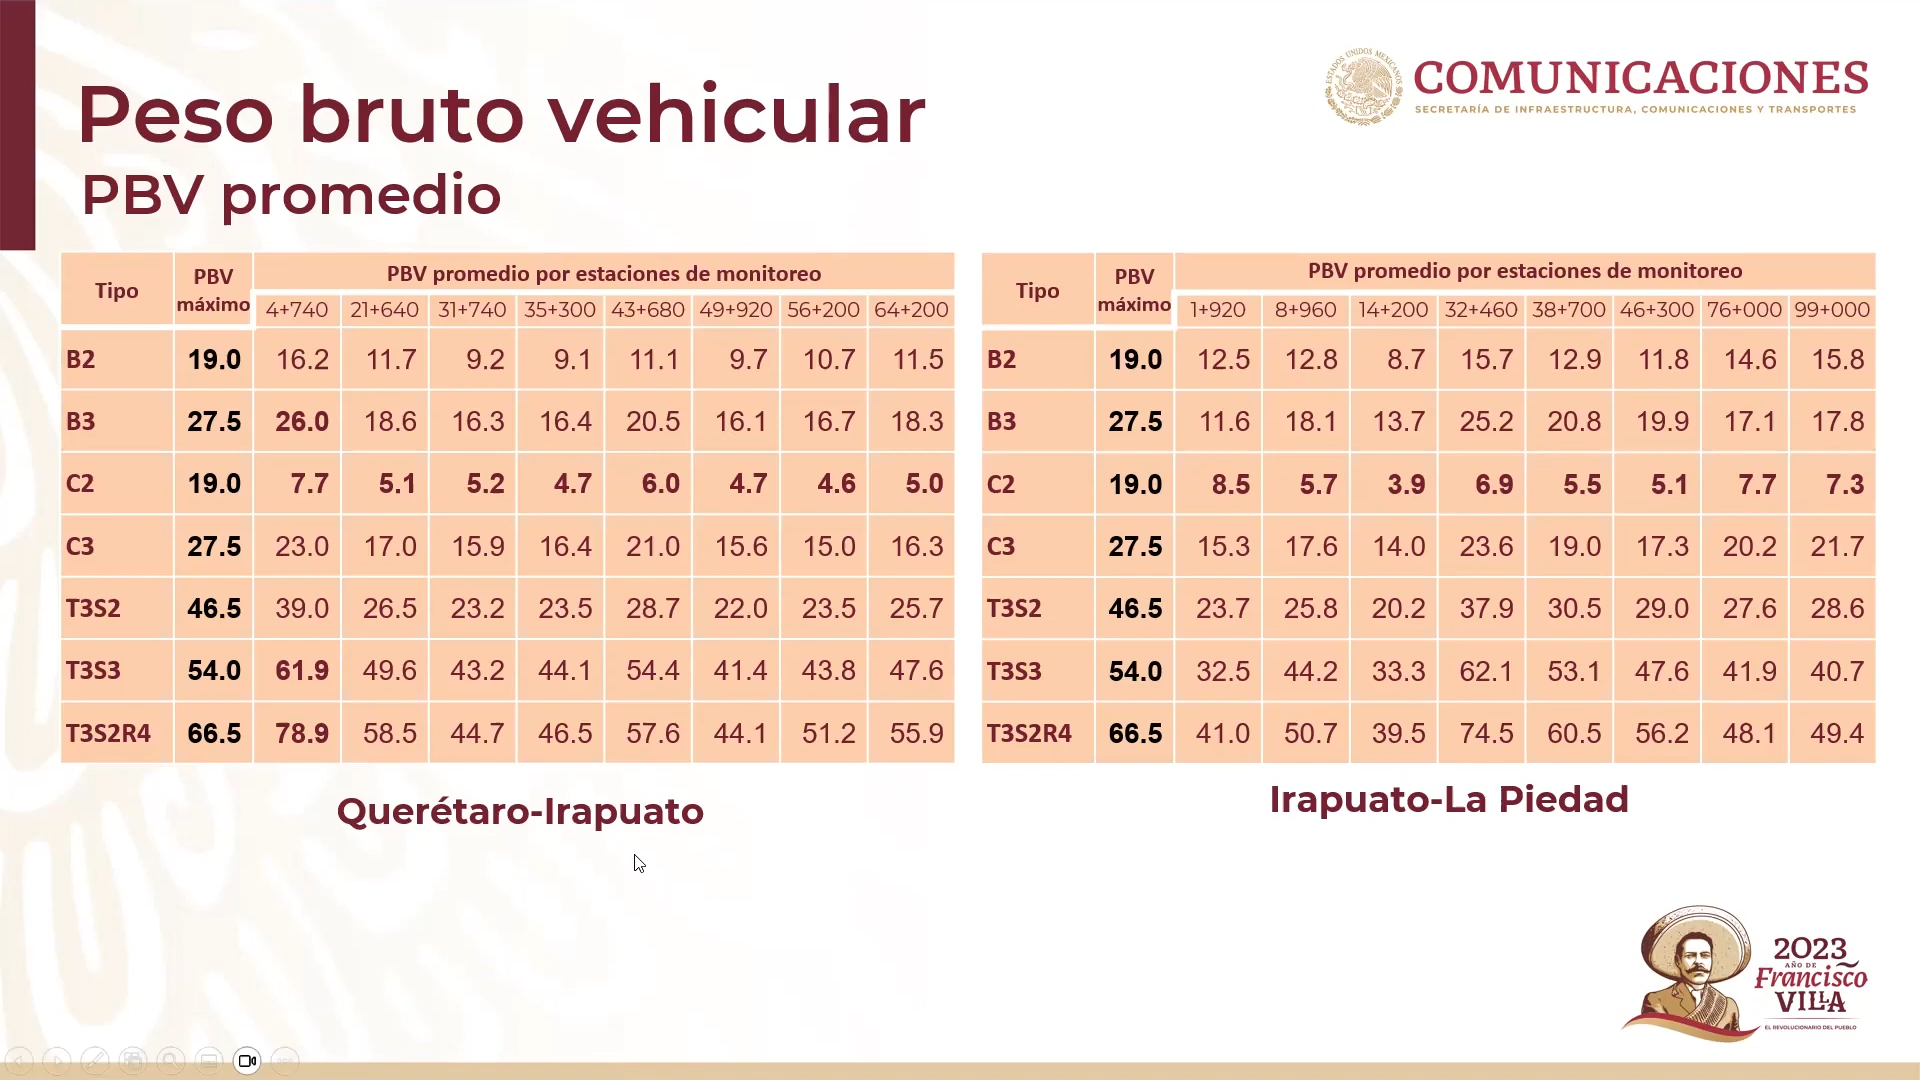 COMUNICACIONES
SECRETARÍA DE INFRAESTRUCTURA, COMUNICACIONES Y TRANSPORTES
Peso bruto vehicular
PBV promedio
Tipo PBV máximo PBV promedio por estaciones de monitoreo
4+740 21+640 31+740 35+300 43+680 49+920 56+200 64+200
B2 19.0 16.2 11.7 9.2 9.1 11.1 9.7 10.7 11.5
B3 27.5 26.0 18.6 16.3 16.4 20.5 16.1 16.7 18.3
C2 19.0 7.7 5.1 5.2 4.7 6.0 4.7 4.6 5.0
C3 27.5 23.0 17.0 15.9 16.4 21.0 15.6 15.0 16.3
T3S2 46.5 39.0 26.5 23.2 23.5 28.7 22.0 23.5 25.7
T3S3 54.0 61.9 49.6 43.2 44.1 54.4 41.4 43.8 47.6
T3S2R4 66.5 78.9 58.5 44.7 46.5 57.6 44.1 51.2 55.9
Querétaro-Irapuato
Tipo PBV máximo PBV promedio por estaciones de monitoreo
1+920 8+960 14+200 32+460 38+700 46+300 76+000 99+000
B2 19.0 12.5 12.8 8.7 15.7 12.9 11.8 14.6 15.8
B3 27.5 11.6 18.1 13.7 25.2 20.8 19.9 17.1 17.8
C2 19.0 8.5 5.7 3.9 6.9 5.5 5.1 7.7 7.3
C3 27.5 15.3 17.6 14.0 23.6 19.0 17.3 20.2 21.7
T3S2 46.5 23.7 25.8 20.2 37.9 30.5 29.0 27.6 28.6
T3S3 54.0 32.5 44.2 33.3 62.1 53.1 47.6 41.9 40.7
T3S2R4 66.5 41.0 50.7 39.5 74.5 60.5 56.2 48.1 49.4
Irapuato-La Piedad
2023
AÑO DE
Francisco
VILLA
EL REVOLUCIONARIO DEL PUEBLO
ESTADOS UNIDOS MEXICANOS